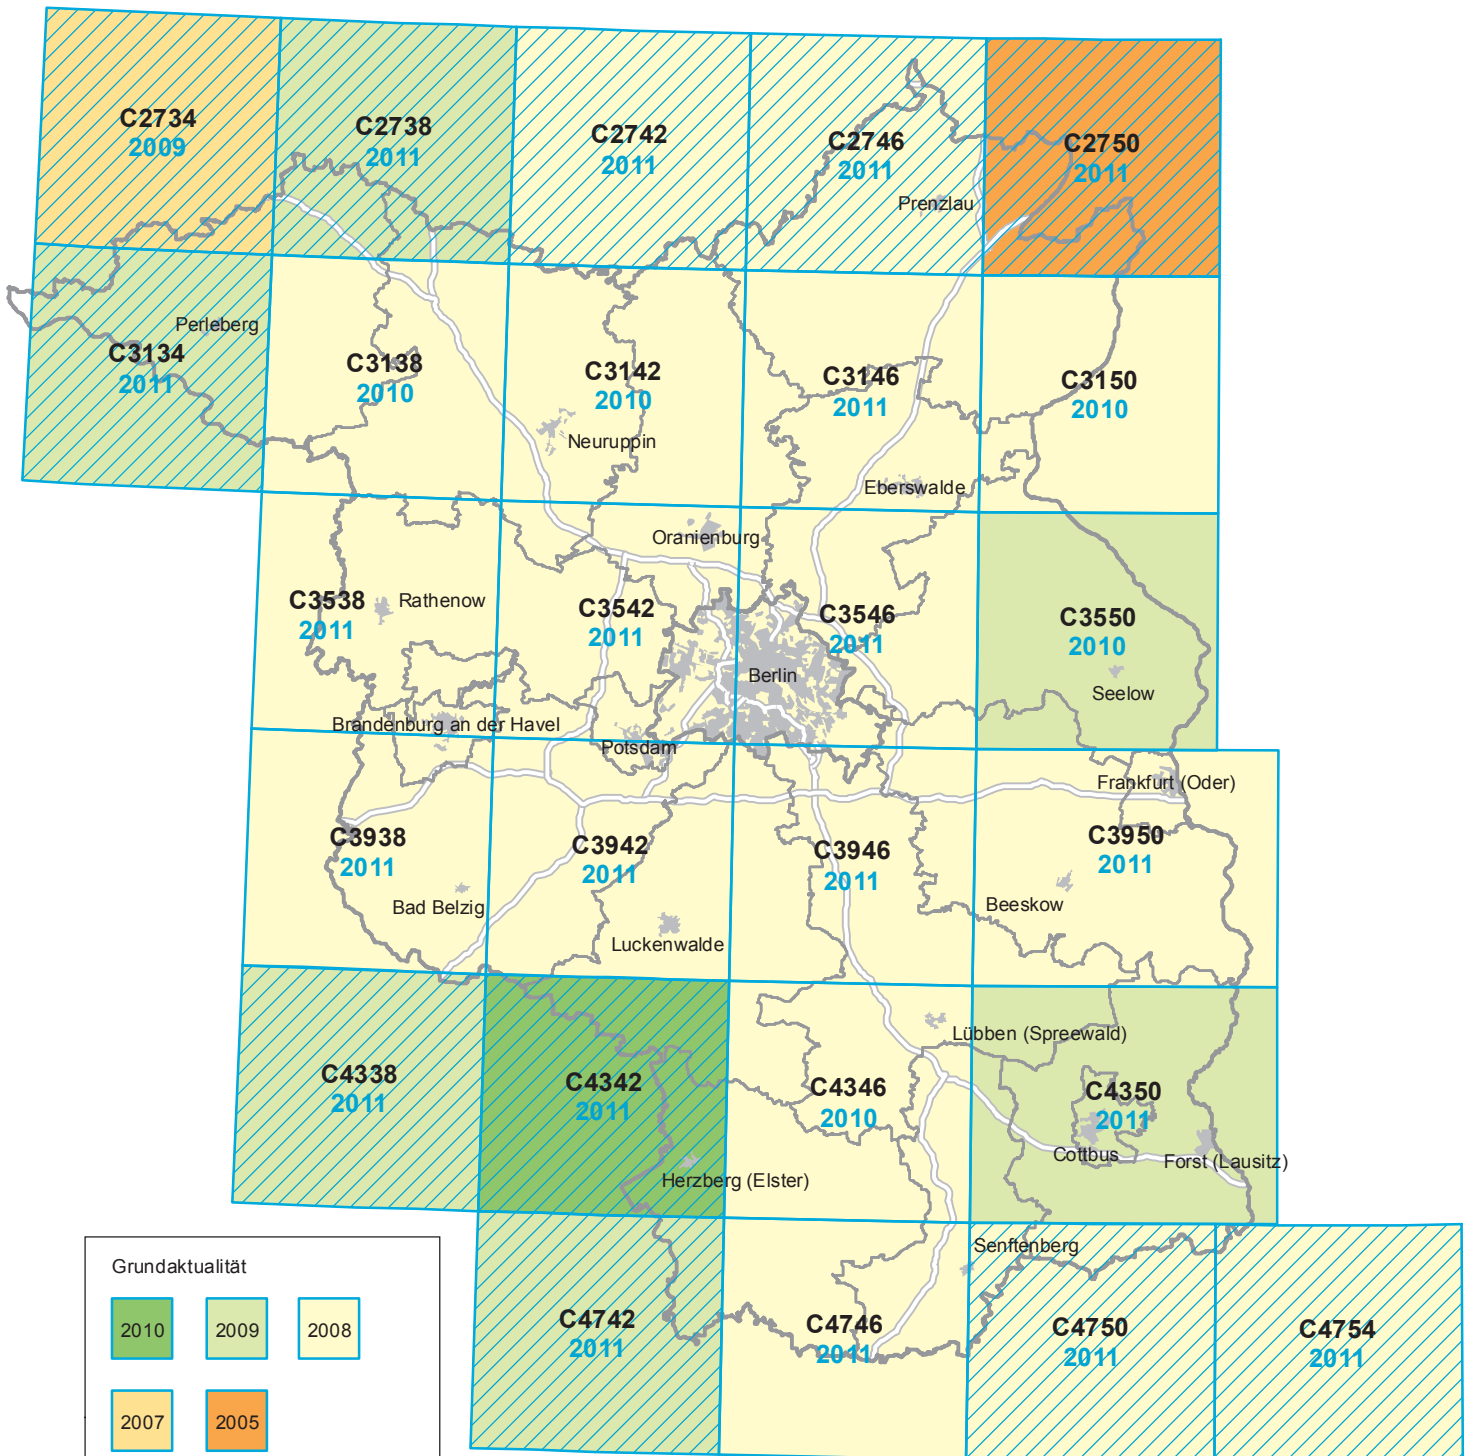 C2734
2009
C2738
2011
C2742
2011
C2746
2011
C2750
2011
Prenzlau
Perleberg
C3134
2011
C3138
2010
C3142
2010
C3146
2011
C3150
2010
Neuruppin
Eberswalde
Oranienburg
C3538
2011
Rathenow
C3542
2011
C3546
2011
C3550
2010
Berlin
Seelow
Brandenburg an der Havel
Potsdam
Frankfurt (Oder)
C3938
2011
C3942
2011
C3946
2011
C3950
2011
Bad Belzig
Beeskow
Luckenwalde
Lübben (Spreewald)
C4338
2011
C4342
2011
C4346
2010
C4350
2011
Cottbus
Forst (Lausitz)
Herzberg (Elster)
Senftenberg
C4742
2011
C4746
2011
C4750
2011
C4754
2011
Grundaktualität
2010
2009
2008
2007
2005